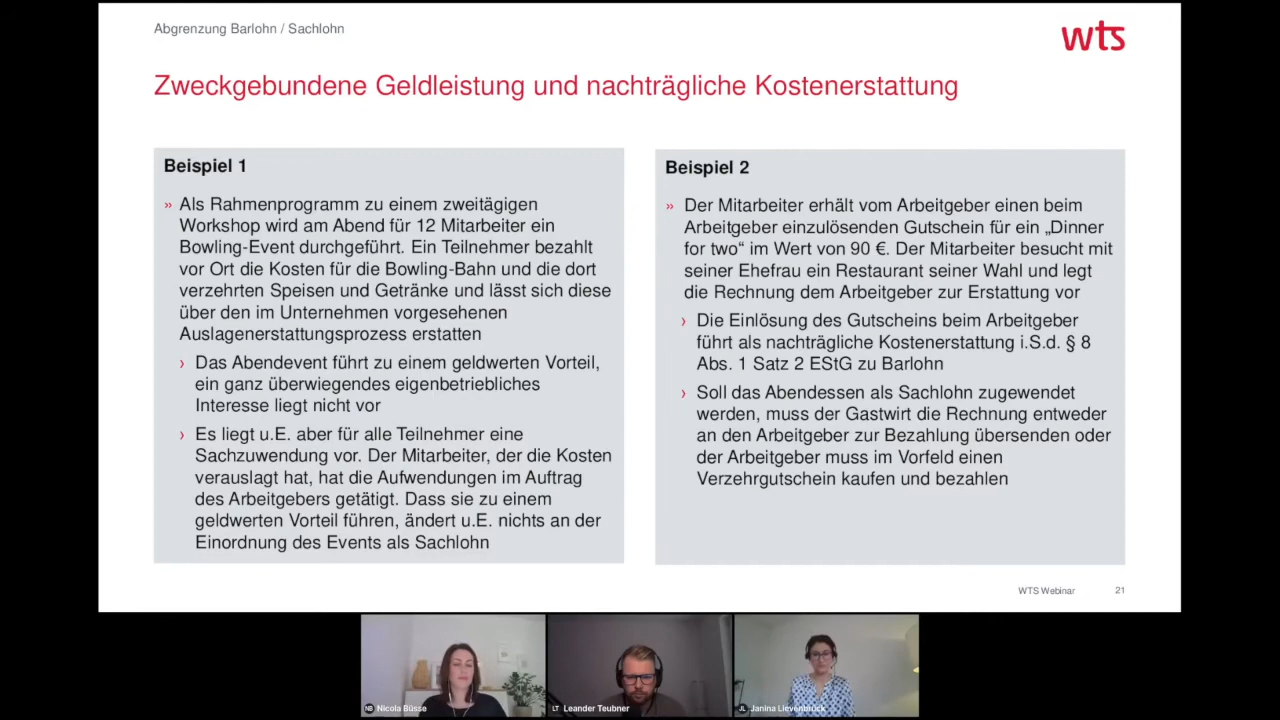 Abgrenzung Barlohn / Sachlohn
wts
Zweckgebundene Geldleistung und nachträgliche Kostenerstattung
Beispiel 1
» Als Rahmenprogramm zu einem zweitägigen
Workshop wird am Abend für 12 Mitarbeiter ein
Bowling-Event durchgeführt. Ein Teilnehmer bezahlt
vor Ort die Kosten für die Bowling-Bahn und die dort
verzehrten Speisen und Getränke und lässt sich diese
über den im Unternehmen vorgesehenen
Auslagenerstattungsprozess erstatten
› Das Abendevent führt zu einem geldwerten Vorteil,
ein ganz überwiegendes eigenbetriebliches
Interesse liegt nicht vor
› Es liegt u.E. aber für alle Teilnehmer eine
Sachzuwendung vor. Der Mitarbeiter, der die Kosten
verauslagt hat, hat die Aufwendungen im Auftrag
des Arbeitgebers getätigt. Dass sie zu einem
geldwerten Vorteil führen, ändert u.E. nichts an der
Einordnung des Events als Sachlohn
Beispiel 2
» Der Mitarbeiter erhält vom Arbeitgeber einen beim
Arbeitgeber einzulösenden Gutschein für ein „Dinner
for two“ im Wert von 90 €. Der Mitarbeiter besucht mit
seiner Ehefrau ein Restaurant seiner Wahl und legt
die Rechnung dem Arbeitgeber zur Erstattung vor
› Die Einlösung des Gutscheins beim Arbeitgeber
führt als nachträgliche Kostenerstattung i.S.d. § 8
Abs. 1 Satz 2 EStG zu Barlohn
› Soll das Abendessen als Sachlohn zugewendet
werden, muss der Gastwirt die Rechnung entweder
an den Arbeitgeber zur Bezahlung übersenden oder
der Arbeitgeber muss im Vorfeld einen
Verzehrgutschein kaufen und bezahlen
WTS Webinar 21
NB Nicola Büsse
LT Leander Teubner
JL Janina Lievenbrück